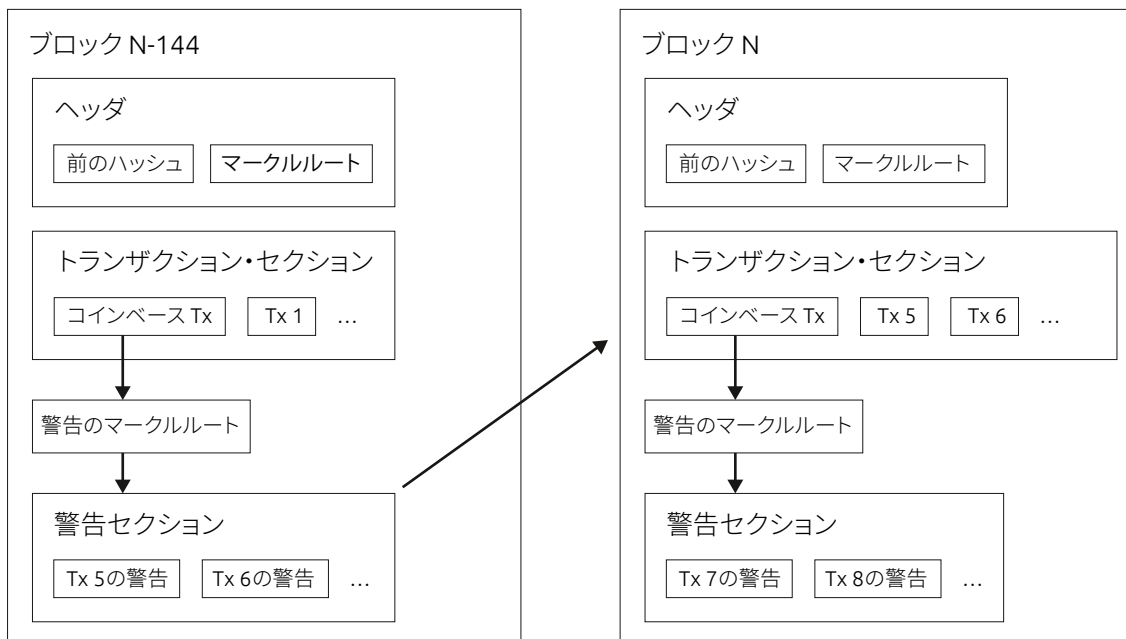 ブロック N-144
ヘッダ
前のハッシュ マークルルート
トランザクション・セクション
コインベース Tx Tx 1 …
警告のマークルルート
警告セクション
Tx 5の警告 Tx 6の警告 …
ブロック N
ヘッダ
前のハッシュ マークルルート
トランザクション・セクション
コインベース Tx Tx 5 Tx 6 …
警告のマークルルート
警告セクション
Tx 7の警告 Tx 8の警告 …